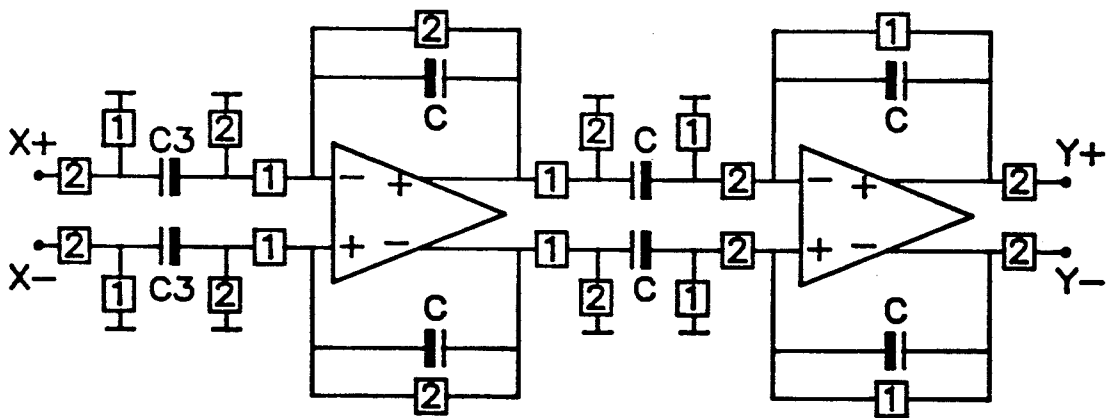 2 1
C C
1 2 2 1
X+ C3 C Y+
2 1 1 2 2
- + - +
2 1 + - 1 2 + - 2
X- C3 C Y-
1 2 2 1
C C
2 1